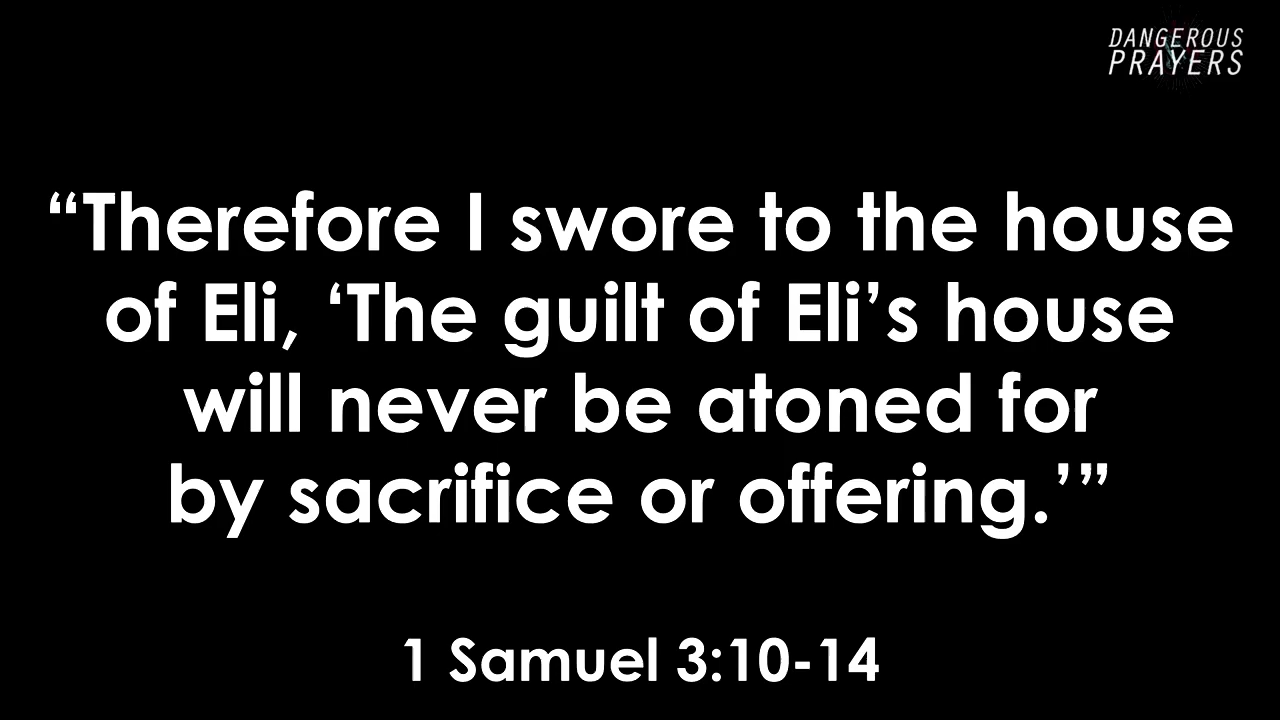 DANGEROUS
PRAYERS
“Therefore I swore to the house
of Eli, ‘The guilt of Eli’s house
will never be atoned for
by sacrifice or offering.’”
1 Samuel 3:10-14